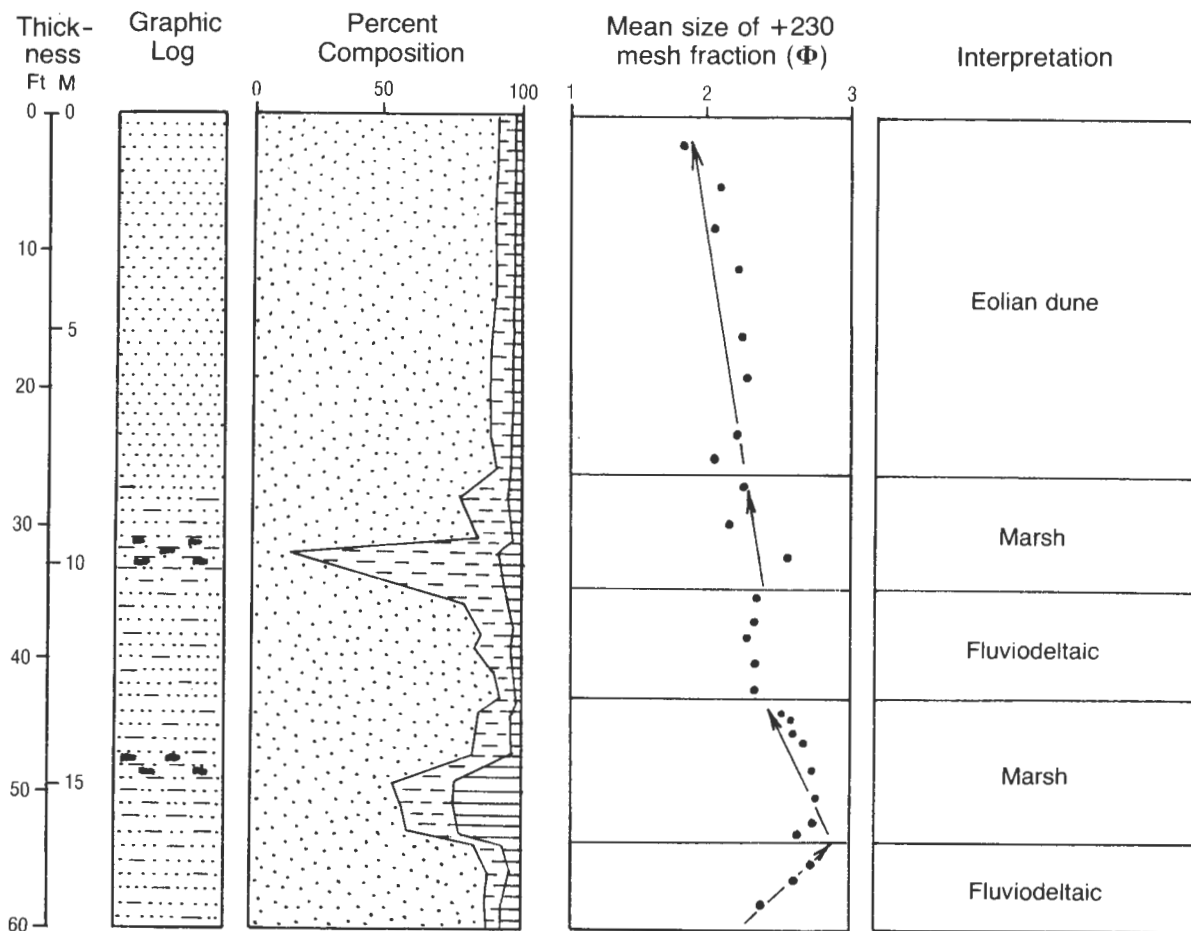 Thick-
ness
Ft M
Graphic
Log
Percent
Composition
Mean size of +230
mesh fraction (Φ)
Interpretation
0 50 100
1 2 3
0 0
10
5
20
30
10
40
15
50
60
Eolian dune
Marsh
Fluviodeltaic
Marsh
Fluviodeltaic